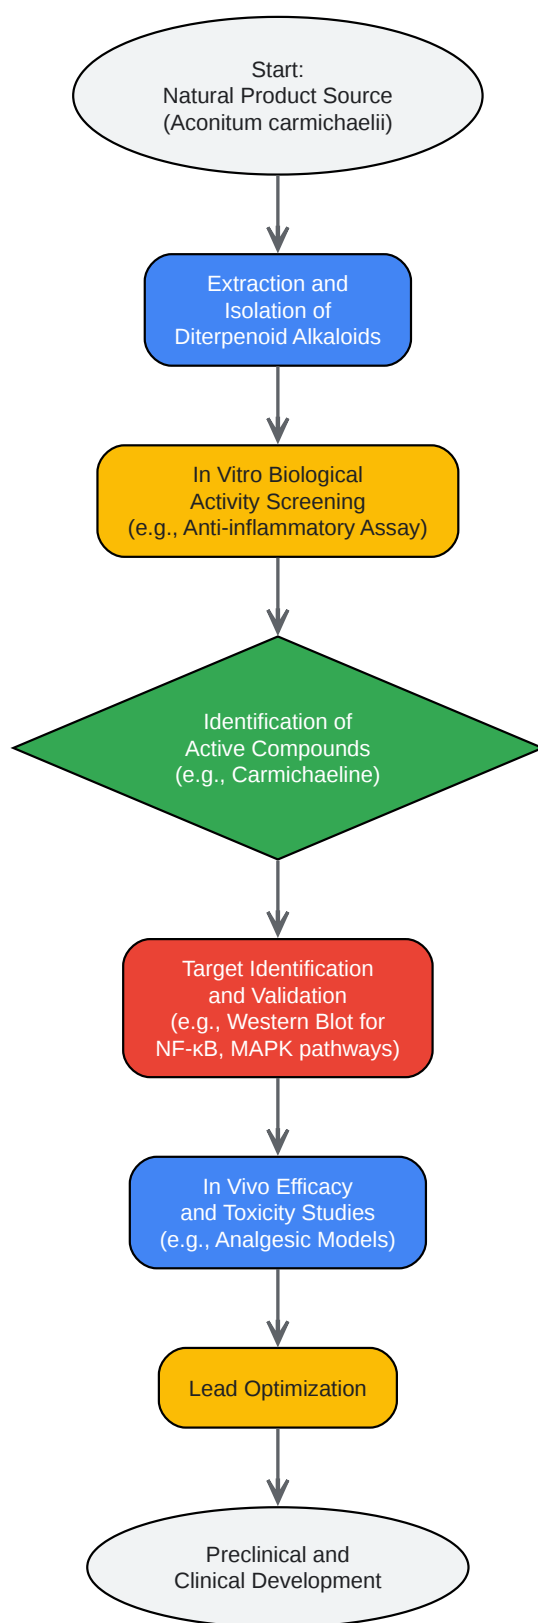 Start:
Natural Product Source
(Aconitum carmichaelii)
Extraction and
Isolation of
Diterpenoid Alkaloids
In Vitro Biological
Activity Screening
(e.g., Anti-inflammatory Assay)
Identification of
Active Compounds
(e.g., Carmichaeline)
Target Identification
and Validation
(e.g., Western Blot for
NF-κB, MAPK pathways)
In Vivo Efficacy
and Toxicity Studies
(e.g., Analgesic Models)
Lead Optimization
Preclinical and
Clinical Development